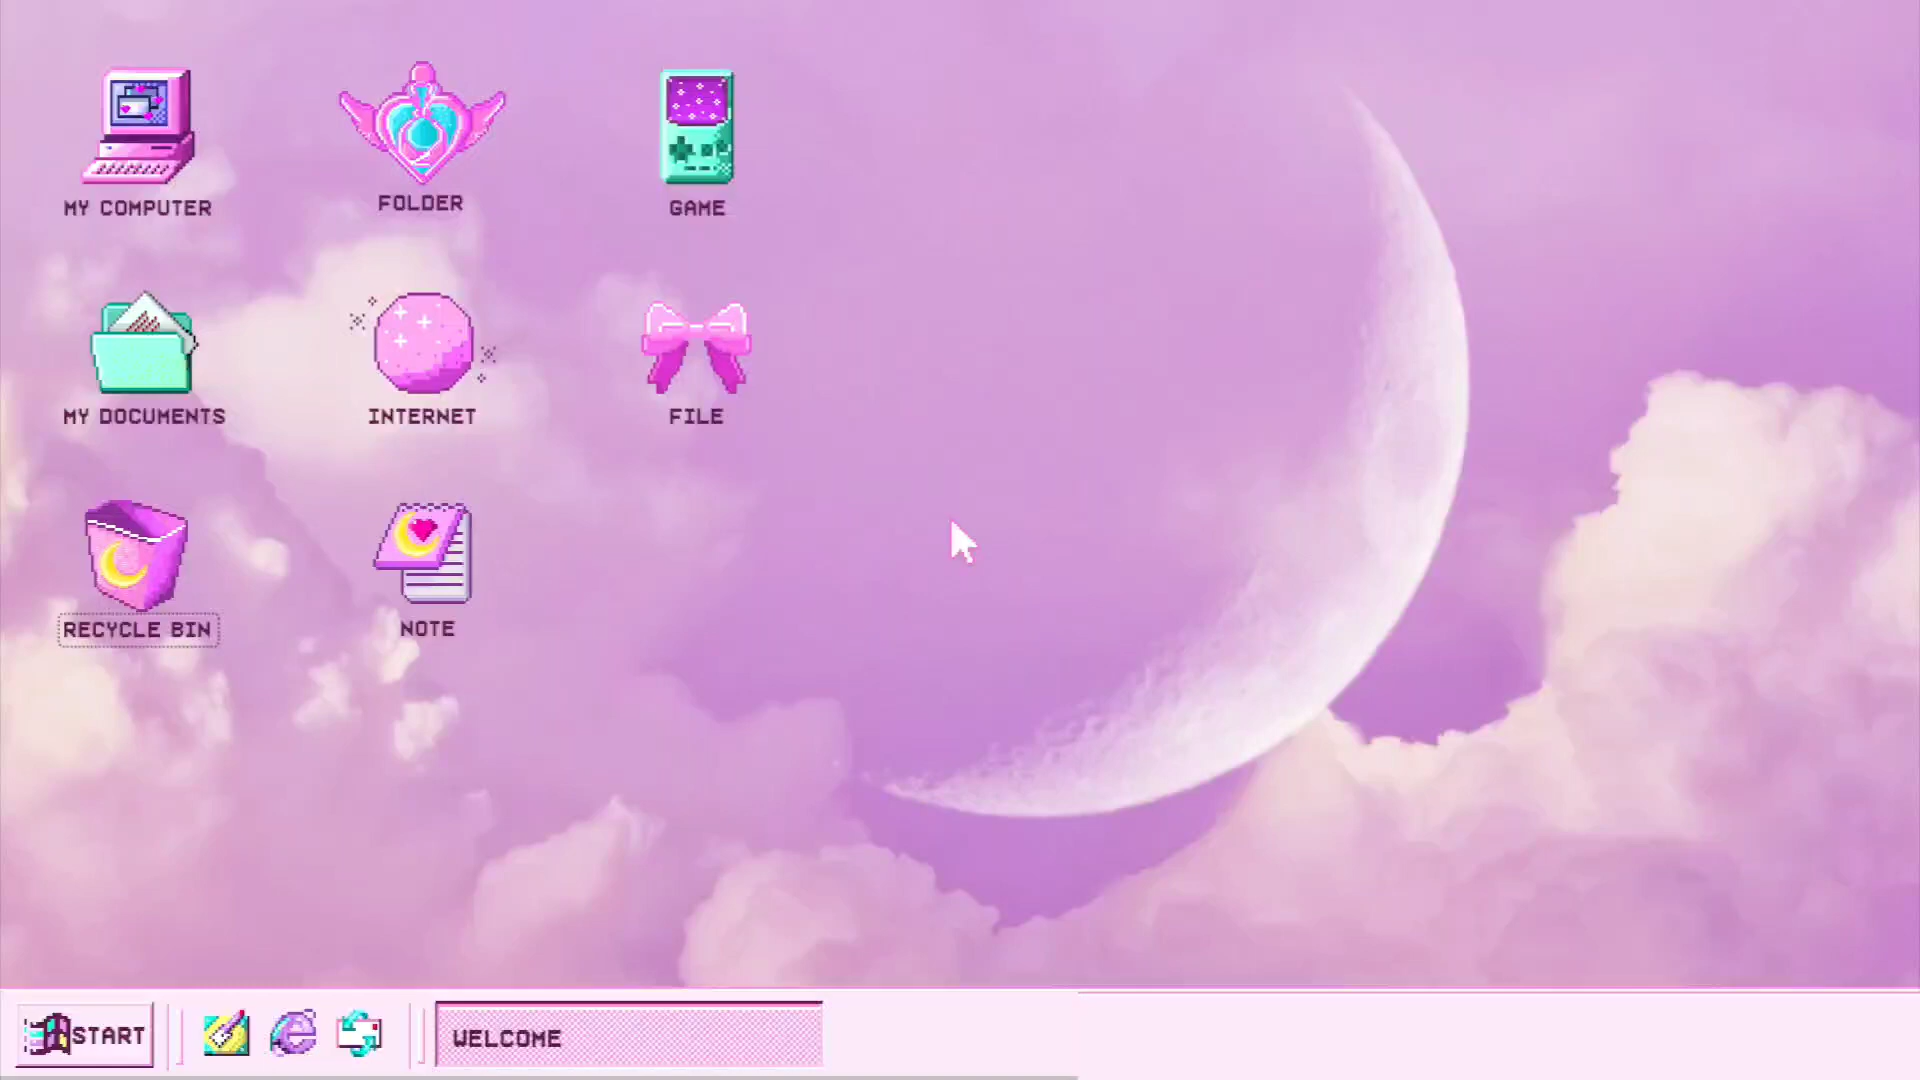 MY COMPUTER
FOLDER
GAME
MY DOCUMENTS
INTERNET
FILE
RECYCLE BIN
NOTE
START
WELCOME